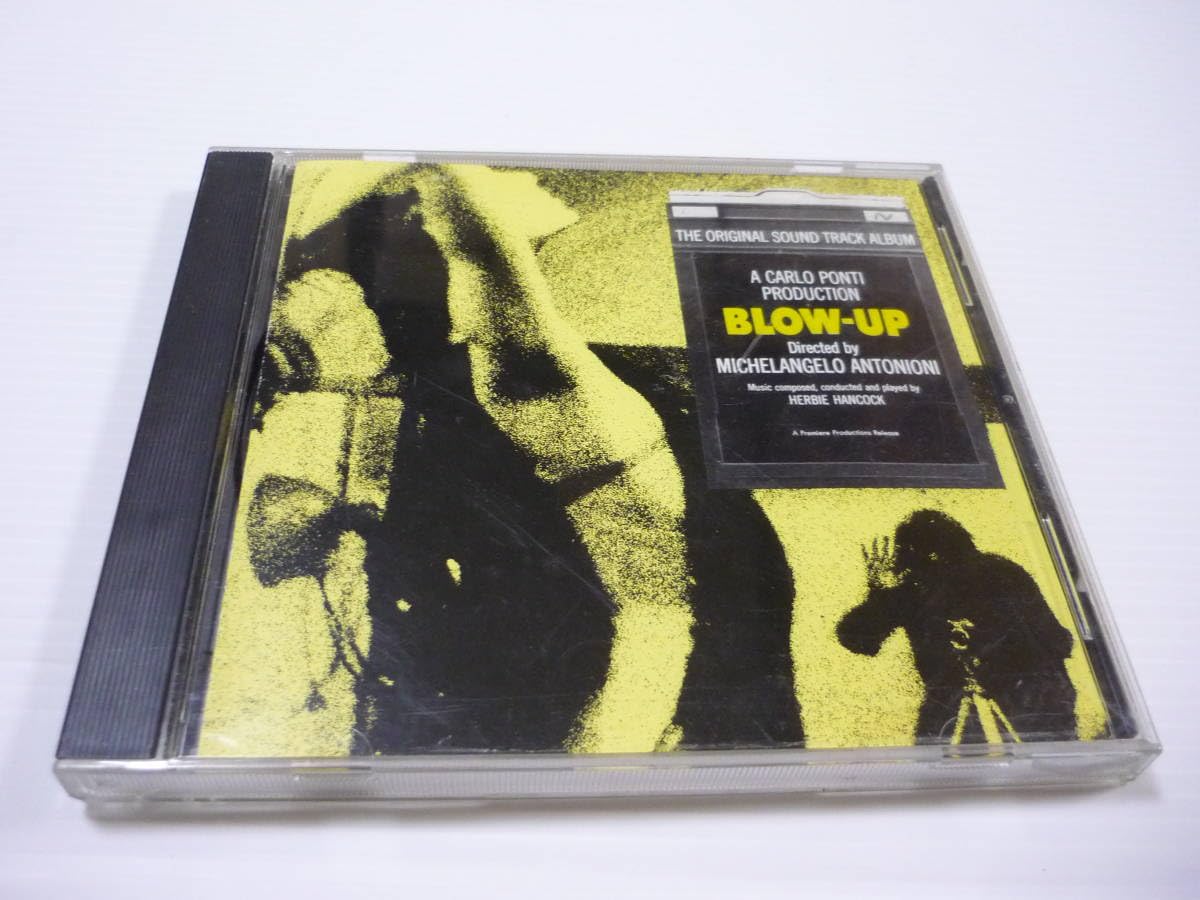 THE ORIGINAL SOUND TRACK ALBUM
A CARLO PONTI
PRODUCTION
BLOW-UP
Directed by
MICHELANGELO ANTONIONI
Music composed, conducted and played by
HERBIE HANCOCK
A Premiere Productions Release